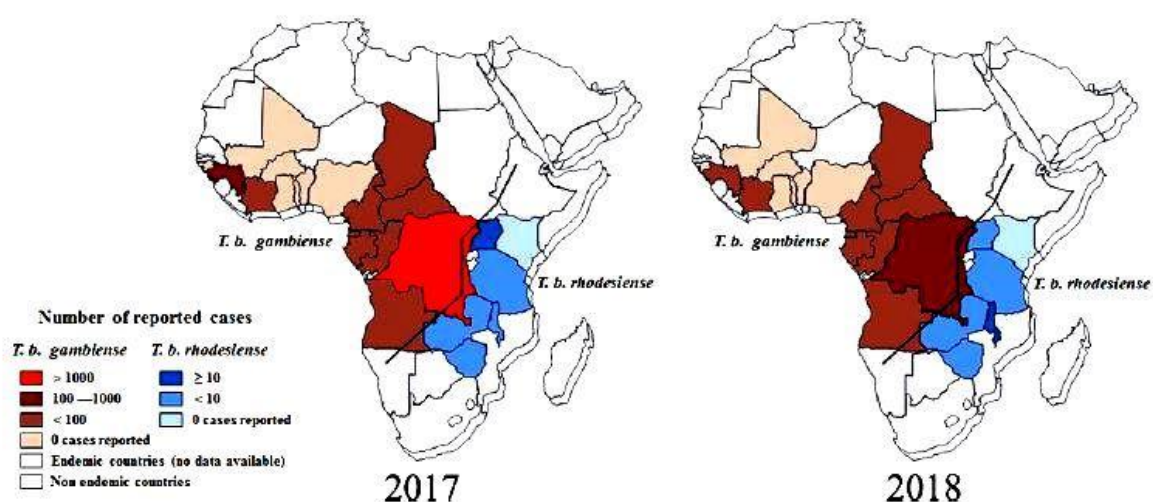 T. b. gambiense
T. b. rhodesiense
2017
T. b. gambiense
T. b. rhodesiense
2018
Number of reported cases
T. b. gambiense T. b. rhodesiense
> 1000 ≥ 10
100 —1000 < 10
< 100 0 cases reported
0 cases reported
Endemic countries (no data available)
Non endemic countries